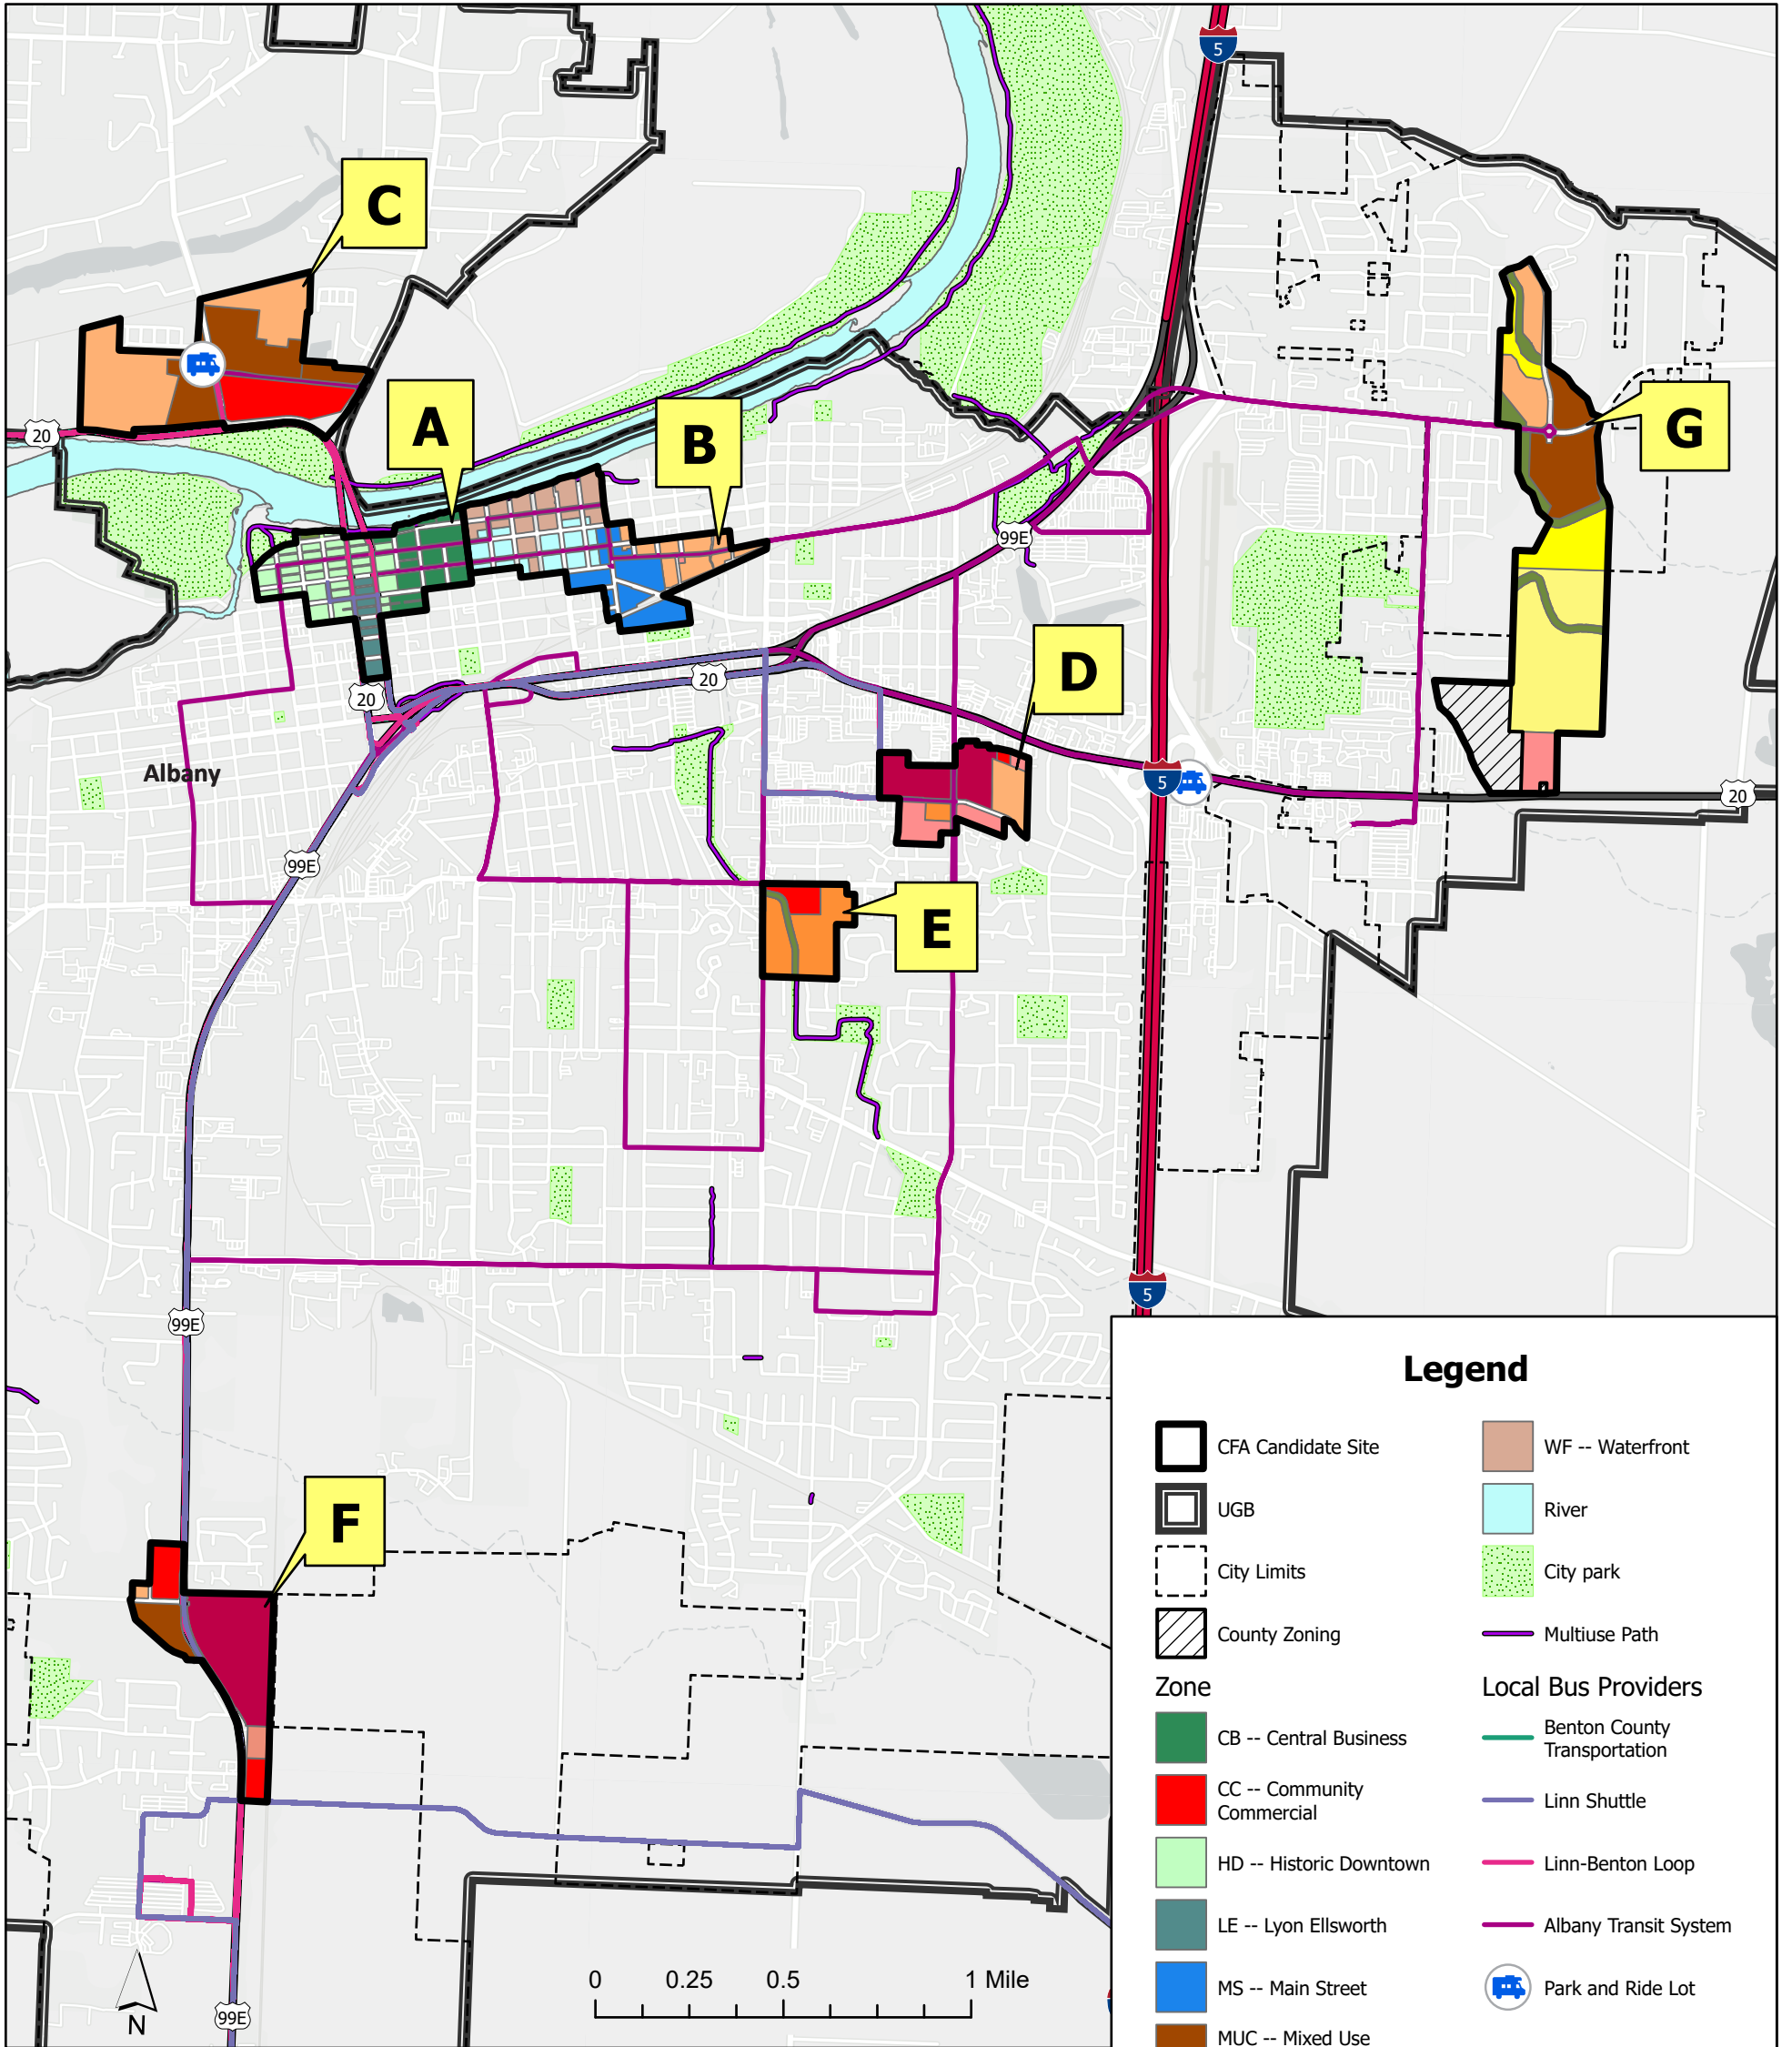 5
C
A
B
20
G
99E
D
20
20
Albany
5
20
99E
E
5
99E
F
Legend
CFA Candidate Site
UGB
City Limits
County Zoning
Zone
CB -- Central Business
CC -- Community
Commercial
HD -- Historic Downtown
LE -- Lyon Ellsworth
MS -- Main Street
MUC -- Mixed Use
WF -- Waterfront
River
City park
Multiuse Path
Local Bus Providers
Benton County
Transportation
Linn Shuttle
Linn-Benton Loop
Albany Transit System
Park and Ride Lot
0 0.25 0.5 1 Mile
N
99E